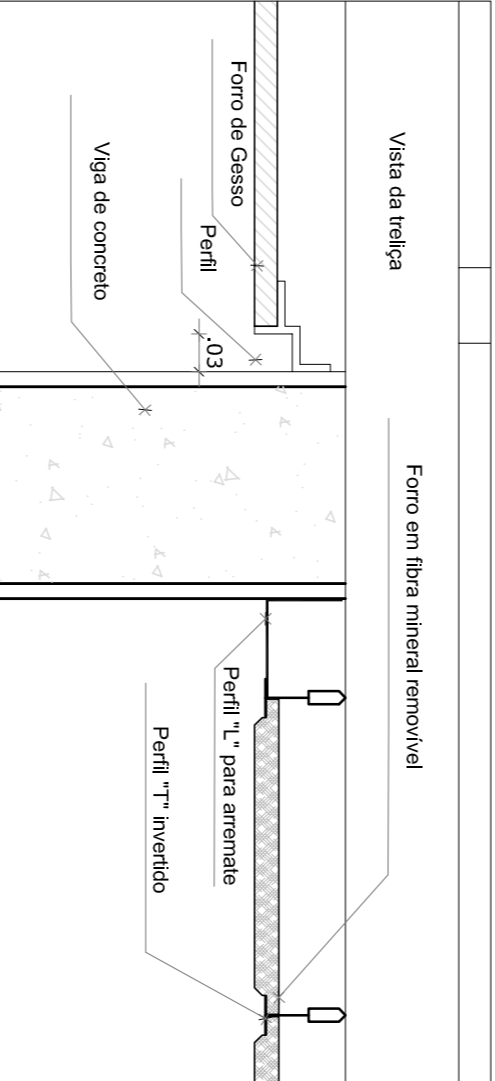 Vista da treliça
Forro de Gesso
Perfil
.03
Viga de concreto
Forro em fibra mineral removível
Perfil "L" para arremate
Perfil "T" invertido